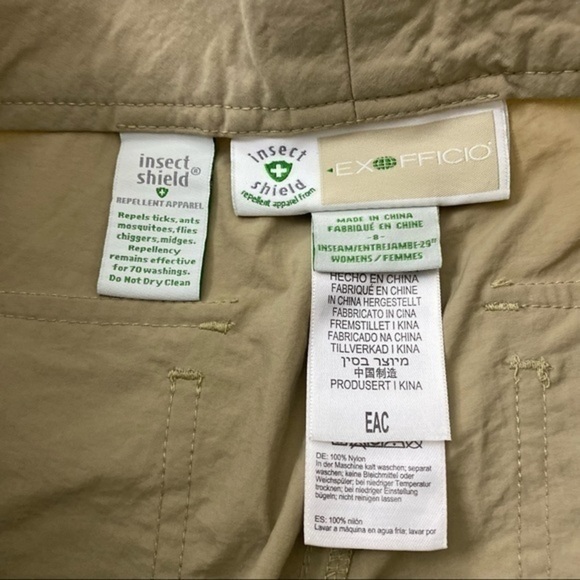 insect
shield®
REPELLENT APPAREL
Repels ticks, ants
mosquitoes, flies
chiggers, midges.
Repellency
remains effective
for 70 washings.
Do Not Dry Clean
insect
shield
repellent apparel from
EXOFFICIO
MADE IN CHINA
FABRIQUÉ EN CHINE
-8-
INSEAM/ENTREJAMBE-29"
WOMENS/FEMMES
HECHO EN CHINA
FABRIQUÉ EN CHINE
IN CHINA HERGESTELLT
FABBRICATO IN CINA
FREMSTILLET I KINA
FABRICADO NA CHINA
TILLVERKAD I KINA
מיוצר בסין
中国制造
PRODUSERT I KINA
EAC
DE: 100% Nylon
In der Maschine kalt waschen; separat
waschen; keine Bleichmittel oder
Weichspüler; bei niedriger Temperatur
trocknen; bei niedriger Einstellung
bügeln; nicht reinigen lassen
ES: 100% nilón
Lavar a máquina en agua fría; lavar por